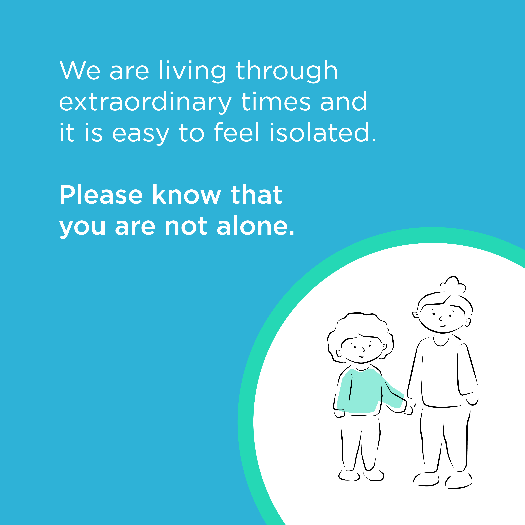 We are living through
extraordinary times and
it is easy to feel isolated.
Please know that
you are not alone.